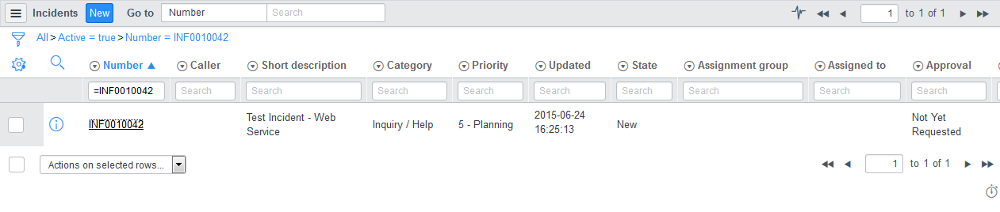 Incidents New Go to Number Search 1 to 1 of 1
All > Active = true > Number = INF0010042
Number Caller Short description Category Priority Updated State Assignment group Assigned to Approval
=INF0010042 Search Search Search Search Search Search Search Search Search
INF0010042 Test Incident - Web Service Inquiry / Help 5 - Planning 2015-06-24 16:25:13 New Not Yet Requested
Actions on selected rows... 1 to 1 of 1